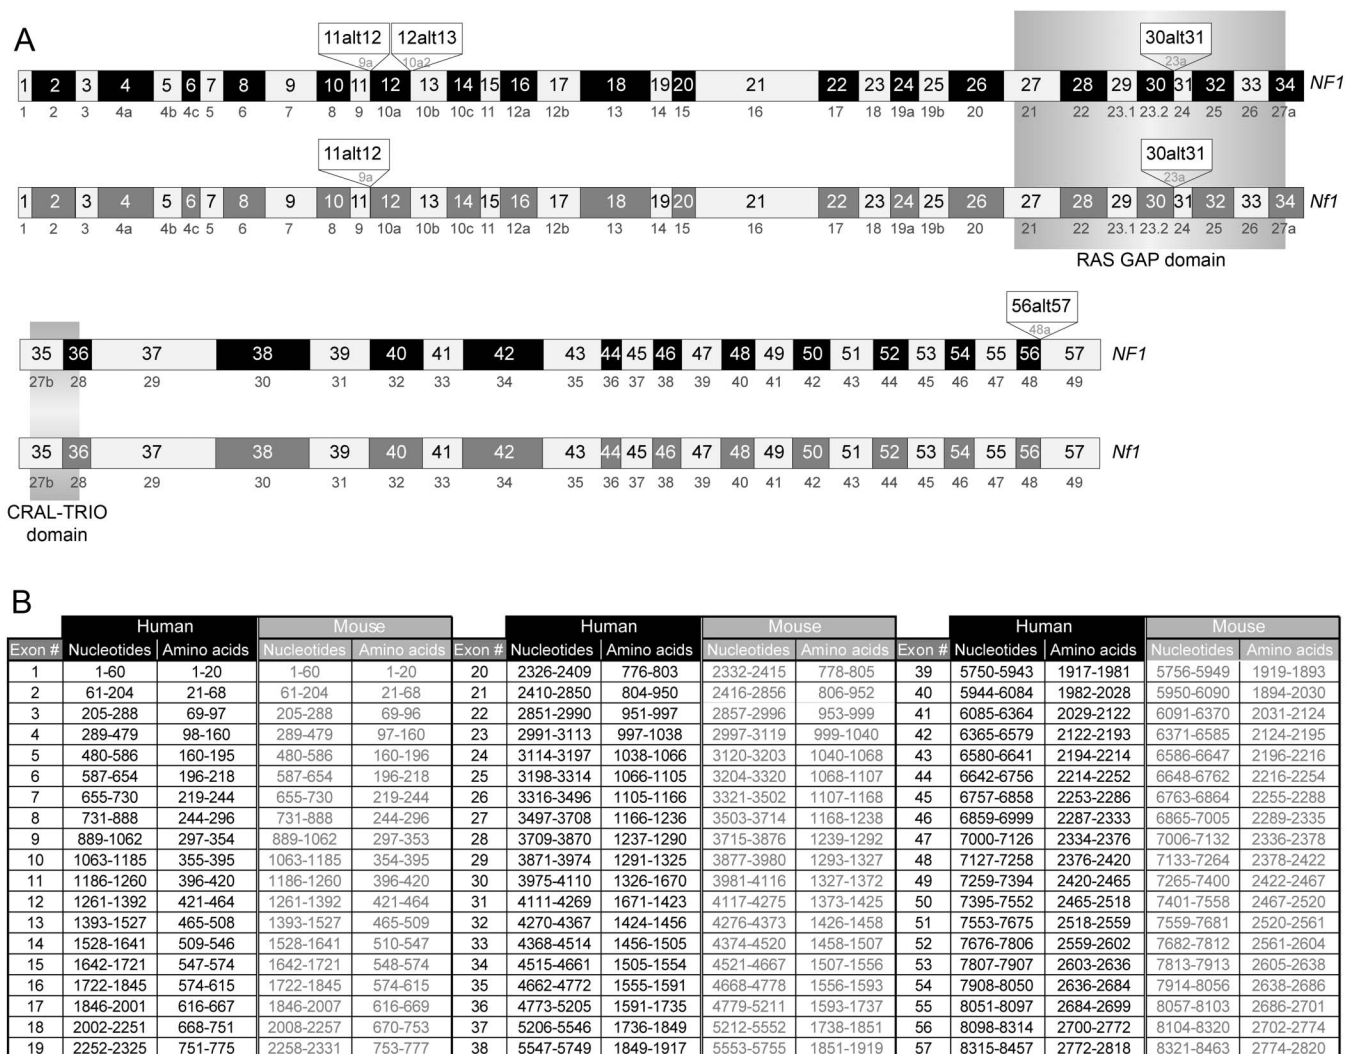 A
11alt12 12alt13 30alt31
9a 10a2 23a
1 2 3 4 5 6 7 8 9 10 11 12 13 14 15 16 17 18 19 20 21 22 23 24 25 26 27 28 29 30 31 32 33 34 NF1
1 2 3 4a 4b 4c 5 6 7 8 9 10a 10b 10c 11 12a 12b 13 14 15 16 17 18 19a 19b 20 21 22 23.1 23.2 24 25 26 27a
11alt12 30alt31
9a 23a
1 2 3 4 5 6 7 8 9 10 11 12 13 14 15 16 17 18 19 20 21 22 23 24 25 26 27 28 29 30 31 32 33 34 Nf1
1 2 3 4a 4b 4c 5 6 7 8 9 10a 10b 10c 11 12a 12b 13 14 15 16 17 18 19a 19b 20 21 22 23.1 23.2 24 25 26 27a
RAS GAP domain
56alt57
48a
35 36 37 38 39 40 41 42 43 44 45 46 47 48 49 50 51 52 53 54 55 56 57 NF1
27b 28 29 30 31 32 33 34 35 36 37 38 39 40 41 42 43 44 45 46 47 48 49
35 36 37 38 39 40 41 42 43 44 45 46 47 48 49 50 51 52 53 54 55 56 57 Nf1
27b 28 29 30 31 32 33 34 35 36 37 38 39 40 41 42 43 44 45 46 47 48 49
CRAL-TRIO
domain
B
Human Mouse Human Mouse Human Mouse
Exon # Nucleotides Amino acids Nucleotides Amino acids Exon # Nucleotides Amino acids Nucleotides Amino acids Exon # Nucleotides Amino acids Nucleotides Amino acids
1 1-60 1-20 1-60 1-20 20 2326-2409 776-803 2332-2415 778-805 39 5750-5943 1917-1981 5756-5949 1919-1893
2 61-204 21-68 61-204 21-68 21 2410-2850 804-950 2416-2856 806-952 40 5944-6084 1982-2028 5950-6090 1894-2030
3 205-288 69-97 205-288 69-96 22 2851-2990 951-997 2857-2996 953-999 41 6085-6364 2029-2122 6091-6370 2031-2124
4 289-479 98-160 289-479 97-160 23 2991-3113 997-1038 2997-3119 999-1040 42 6365-6579 2122-2193 6371-6585 2124-2195
5 480-586 160-195 480-586 160-196 24 3114-3197 1038-1066 3120-3203 1040-1068 43 6580-6641 2194-2214 6586-6647 2196-2216
6 587-654 196-218 587-654 196-218 25 3198-3314 1066-1105 3204-3320 1068-1107 44 6642-6756 2214-2252 6648-6762 2216-2254
7 655-730 219-244 655-730 219-244 26 3316-3496 1105-1166 3321-3502 1107-1168 45 6757-6858 2253-2286 6763-6864 2255-2288
8 731-888 244-296 731-888 244-296 27 3497-3708 1166-1236 3503-3714 1168-1238 46 6859-6999 2287-2333 6865-7005 2289-2335
9 889-1062 297-354 889-1062 297-353 28 3709-3870 1237-1290 3715-3876 1239-1292 47 7000-7126 2334-2376 7006-7132 2336-2378
10 1063-1185 355-395 1063-1185 354-395 29 3871-3974 1291-1325 3877-3980 1293-1327 48 7127-7258 2376-2420 7133-7264 2378-2422
11 1186-1260 396-420 1186-1260 396-420 30 3975-4110 1326-1670 3981-4116 1327-1372 49 7259-7394 2420-2465 7265-7400 2422-2467
12 1261-1392 421-464 1261-1392 421-464 31 4111-4269 1671-1423 4117-4275 1373-1425 50 7395-7552 2465-2518 7401-7558 2467-2520
13 1393-1527 465-508 1393-1527 465-509 32 4270-4367 1424-1456 4276-4373 1426-1458 51 7553-7675 2518-2559 7559-7681 2520-2561
14 1528-1641 509-546 1528-1641 510-547 33 4368-4514 1456-1505 4374-4520 1458-1507 52 7676-7806 2559-2602 7682-7812 2561-2604
15 1642-1721 547-574 1642-1721 548-574 34 4515-4661 1505-1554 4521-4667 1507-1556 53 7807-7907 2603-2636 7813-7913 2605-2638
16 1722-1845 574-615 1722-1845 574-615 35 4662-4772 1555-1591 4668-4778 1556-1593 54 7908-8050 2636-2684 7914-8056 2638-2686
17 1846-2001 616-667 1846-2007 616-669 36 4773-5205 1591-1735 4779-5211 1593-1737 55 8051-8097 2684-2699 8057-8103 2686-2701
18 2002-2251 668-751 2008-2257 670-753 37 5206-5546 1736-1849 5212-5552 1738-1851 56 8098-8314 2700-2772 8104-8320 2702-2774
19 2252-2325 751-775 2258-2331 753-777 38 5547-5749 1849-1917 5553-5755 1851-1919 57 8315-8457 2772-2818 8321-8463 2774-2820